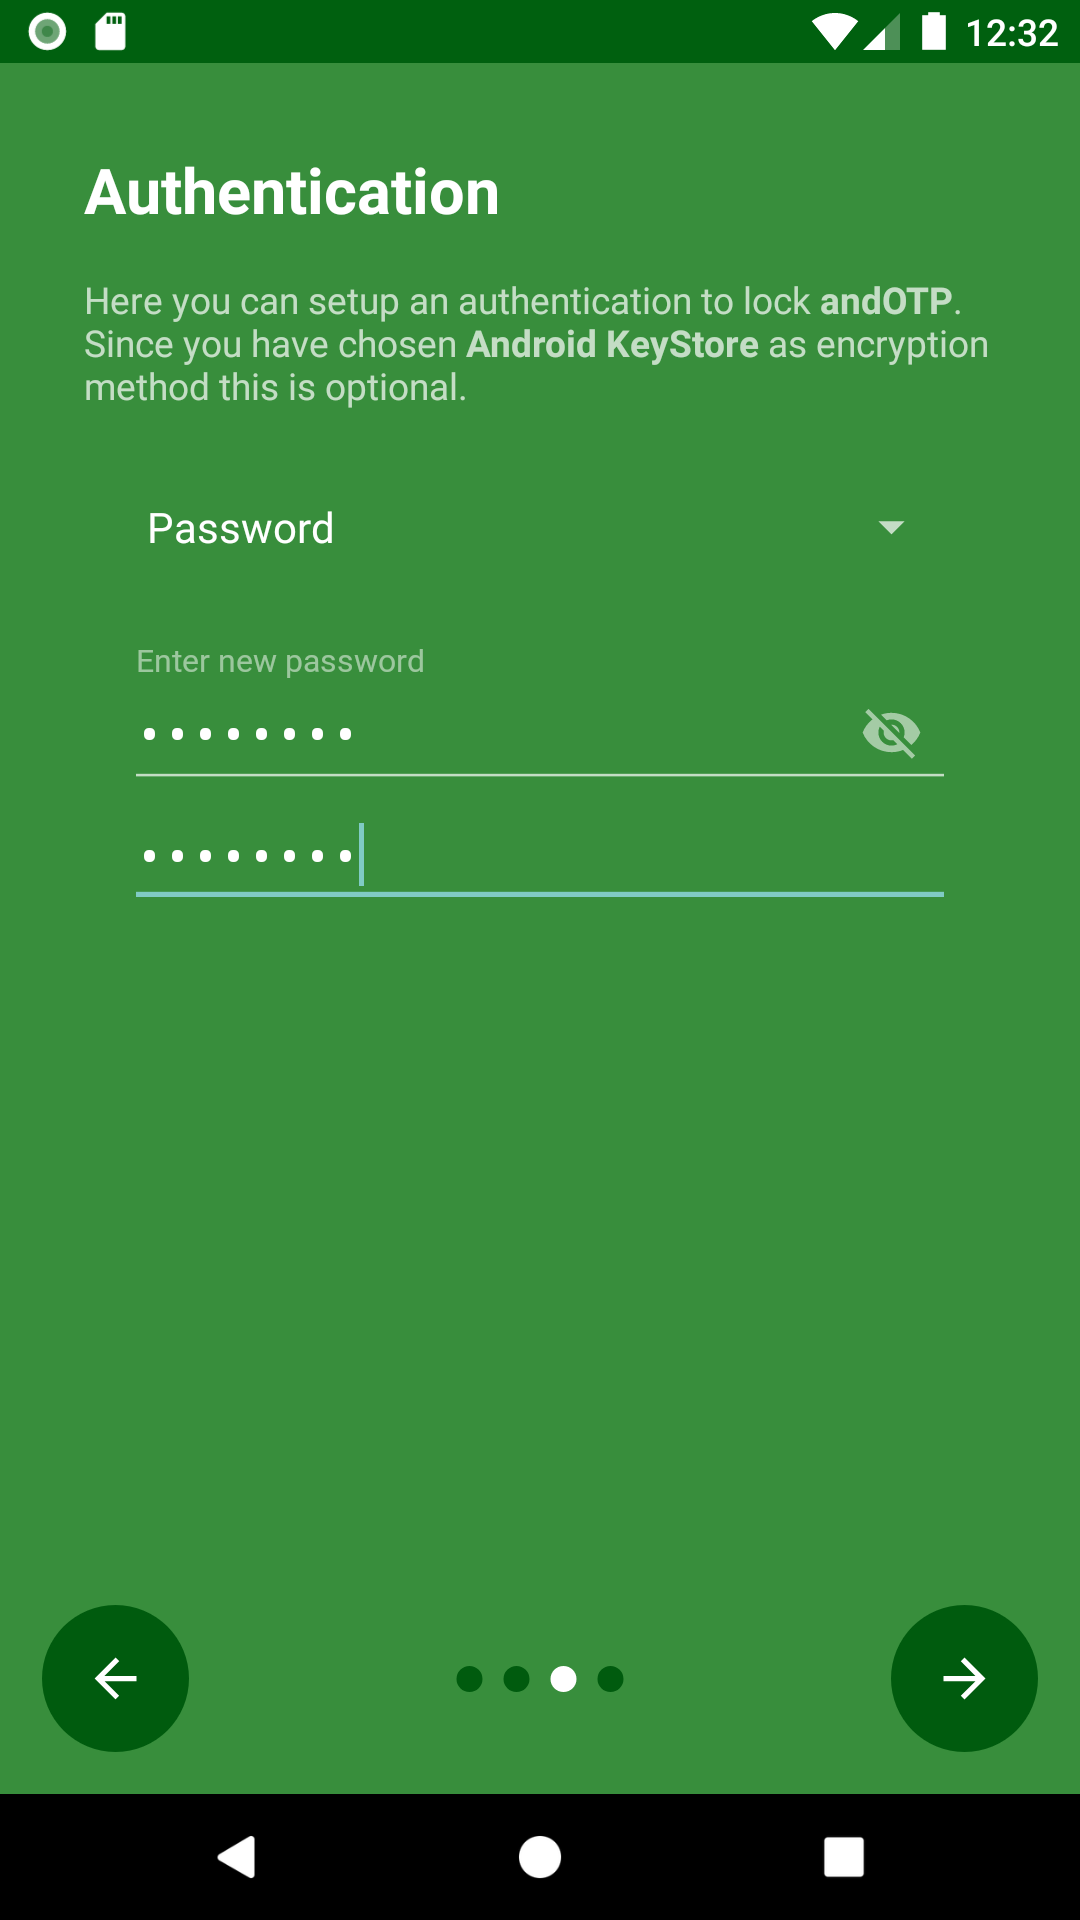 12:32
Authentication
Here you can setup an authentication to lock andOTP.
Since you have chosen Android KeyStore as encryption
method this is optional.
Password
Enter new password
••••••••
••••••••